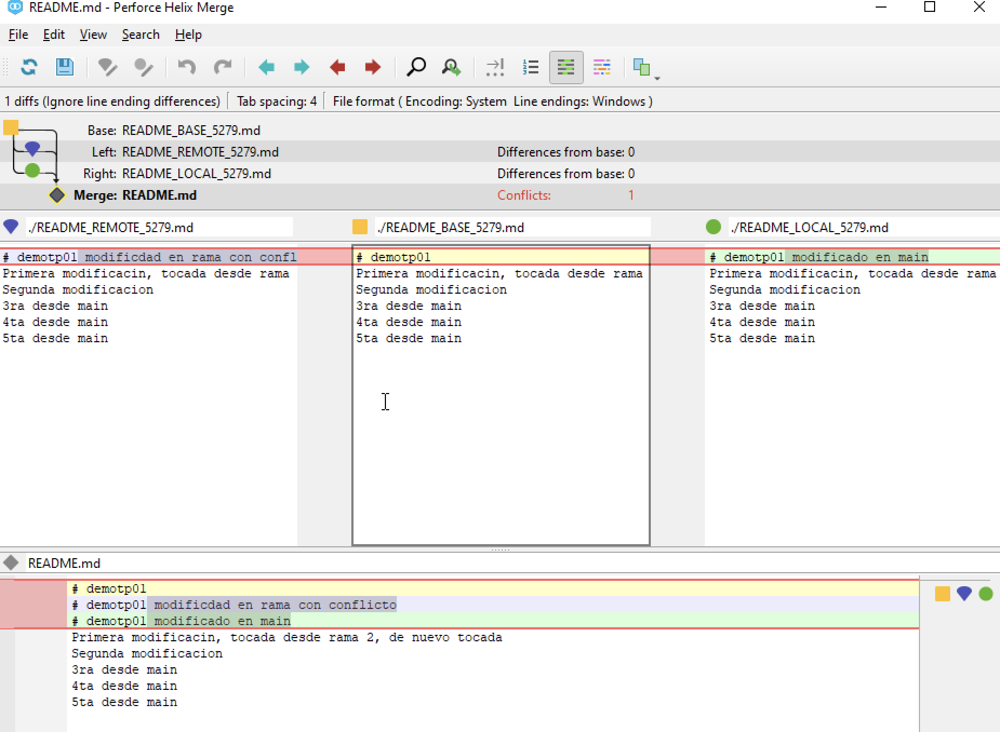 README.md - Perforce Helix Merge
File Edit View Search Help
1 diffs (Ignore line ending differences) Tab spacing: 4 File format ( Encoding: System Line endings: Windows )
Base: README_BASE_5279.md
Left: README_REMOTE_5279.md Differences from base: 0
Right: README_LOCAL_5279.md Differences from base: 0
Merge: README.md Conflicts: 1
./README_REMOTE_5279.md
# demotp01 modificdad en rama con confl
Primera modificacin, tocada desde rama
Segunda modificacion
3ra desde main
4ta desde main
5ta desde main
./README_BASE_5279.md
# demotp01
Primera modificacin, tocada desde rama
Segunda modificacion
3ra desde main
4ta desde main
5ta desde main
./README_LOCAL_5279.md
# demotp01 modificado en main
Primera modificacin, tocada desde rama
Segunda modificacion
3ra desde main
4ta desde main
5ta desde main
README.md
# demotp01
# demotp01 modificdad en rama con conflicto
# demotp01 modificado en main
Primera modificacin, tocada desde rama 2, de nuevo tocada
Segunda modificacion
3ra desde main
4ta desde main
5ta desde main